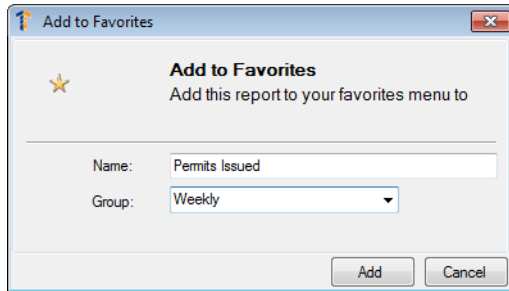 Add to Favorites
Add to Favorites
Add this report to your favorites menu to
Name: Permits Issued
Group: Weekly
Add Cancel